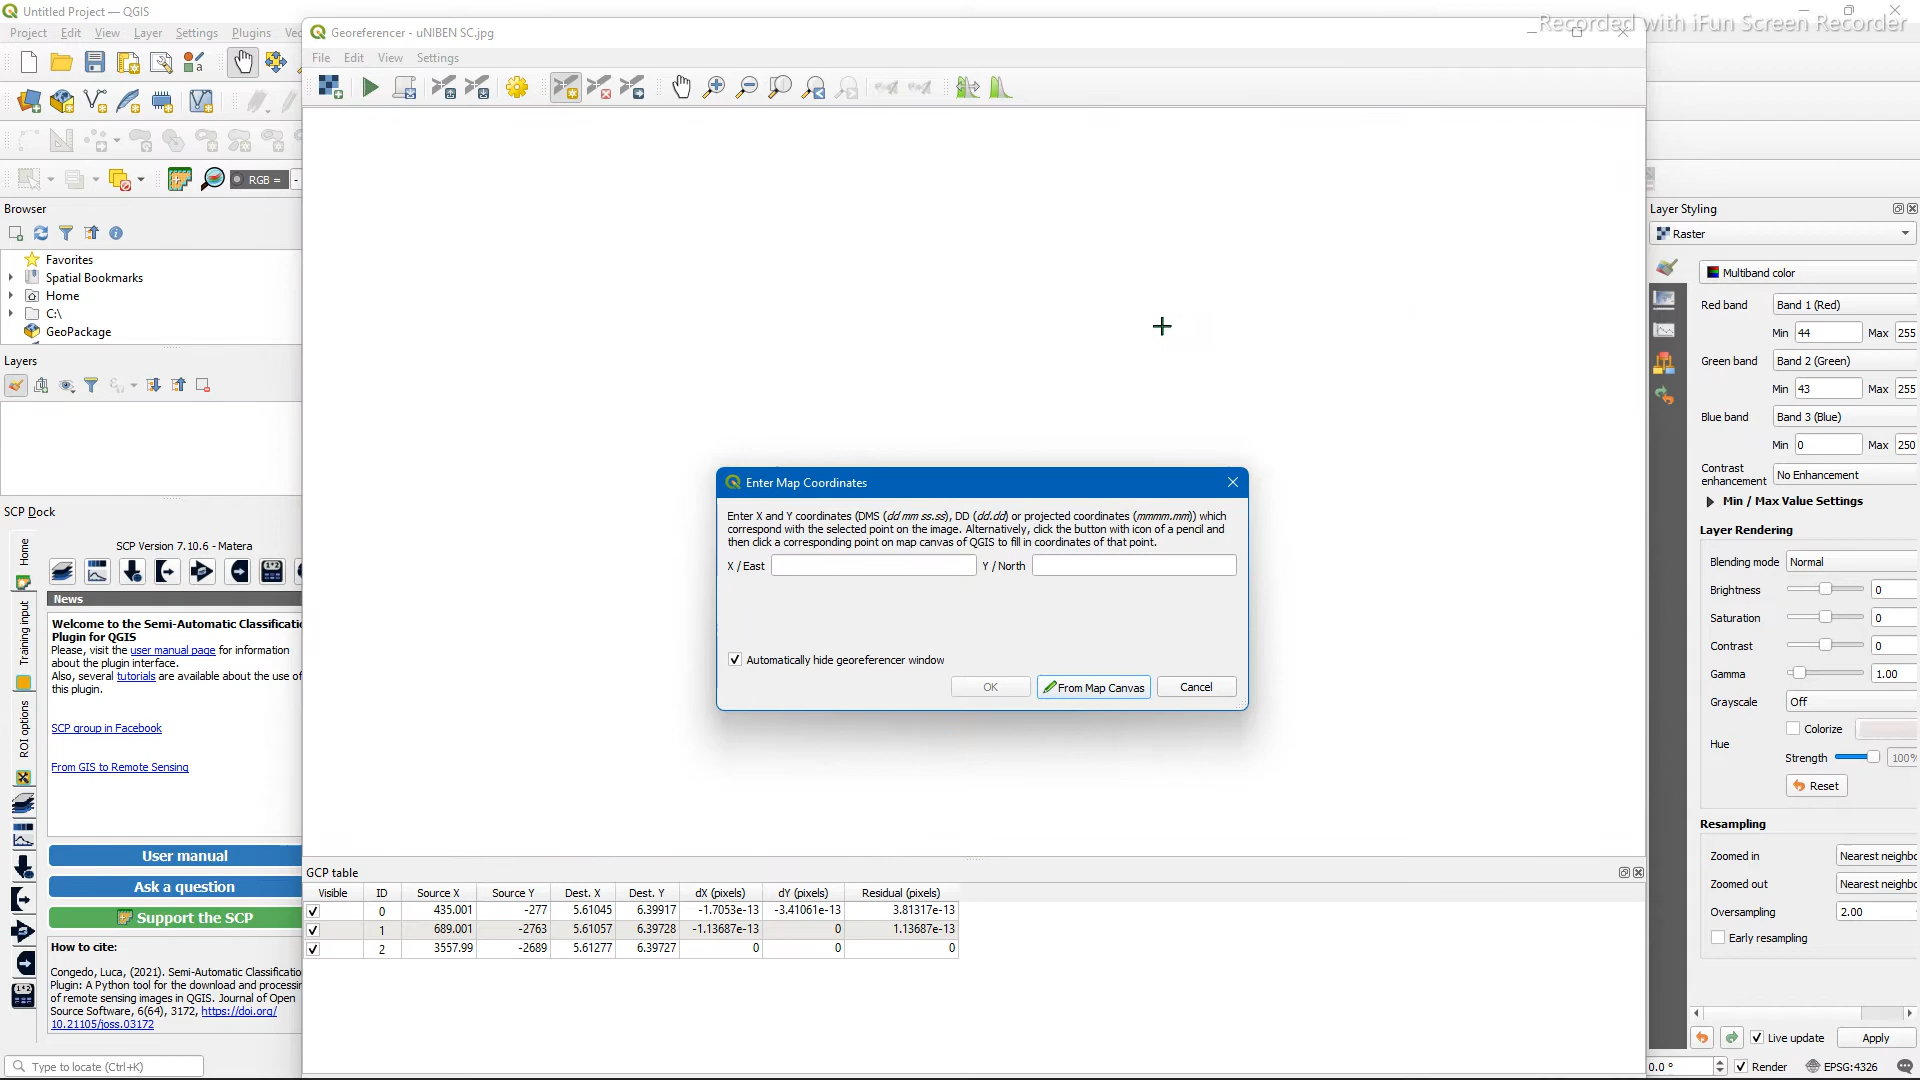 Untitled Project — QGIS
Project Edit View Layer Settings Plugins
Georeferencer - uNIBEN SC.jpg
Recorded with iFun Screen Recorder
File Edit View Settings
RGB = -
Browser
Favorites
Spatial Bookmarks
Home
C:\
GeoPackage
Layers
SCP Dock
Home
Training input
ROI options
SCP Version 7.10.6 - Matera
News
Welcome to the Semi-Automatic Classificatio
Plugin for QGIS
Please, visit the user manual page for information
about the plugin interface.
Also, several tutorials are available about the use of
this plugin.
SCP group in Facebook
From GIS to Remote Sensing
User manual
Ask a question
Support the SCP
How to cite:
Congedo, Luca, (2021). Semi-Automatic Classificatio
Plugin: A Python tool for the download and processin
of remote sensing images in QGIS. Journal of Open
Source Software, 6(64), 3172, https://doi.org/
10.21105/joss.03172
Type to locate (Ctrl+K)
Enter Map Coordinates
Enter X and Y coordinates (DMS (dd mm ss.ss), DD (dd.dd) or projected coordinates (mmmm.mm)) which
correspond with the selected point on the image. Alternatively, click the button with icon of a pencil and
then click a corresponding point on map canvas of QGIS to fill in coordinates of that point.
X / East Y / North
Automatically hide georeferencer window
OK From Map Canvas Cancel
GCP table
Visible ID Source X Source Y Dest. X Dest. Y dX (pixels) dY (pixels) Residual (pixels)
0 435.001 -277 5.61045 6.39917 -1.7053e-13 -3.41061e-13 3.81317e-13
1 689.001 -2763 5.61057 6.39728 -1.13687e-13 0 1.13687e-13
2 3557.99 -2689 5.61277 6.39727 0 0 0
Layer Styling
Raster
Multiband color
Red band Band 1 (Red)
Min 44 Max 255
Green band Band 2 (Green)
Min 43 Max 255
Blue band Band 3 (Blue)
Min 0 Max 250
Contrast
enhancement No Enhancement
Min / Max Value Settings
Layer Rendering
Blending mode Normal
Brightness 0
Saturation 0
Contrast 0
Gamma 1.00
Grayscale Off
Hue Colorize
Strength 100%
Reset
Resampling
Zoomed in Nearest neighbo
Zoomed out Nearest neighbo
Oversampling 2.00
Early resampling
Live update Apply
0.0 ° Render EPSG:4326